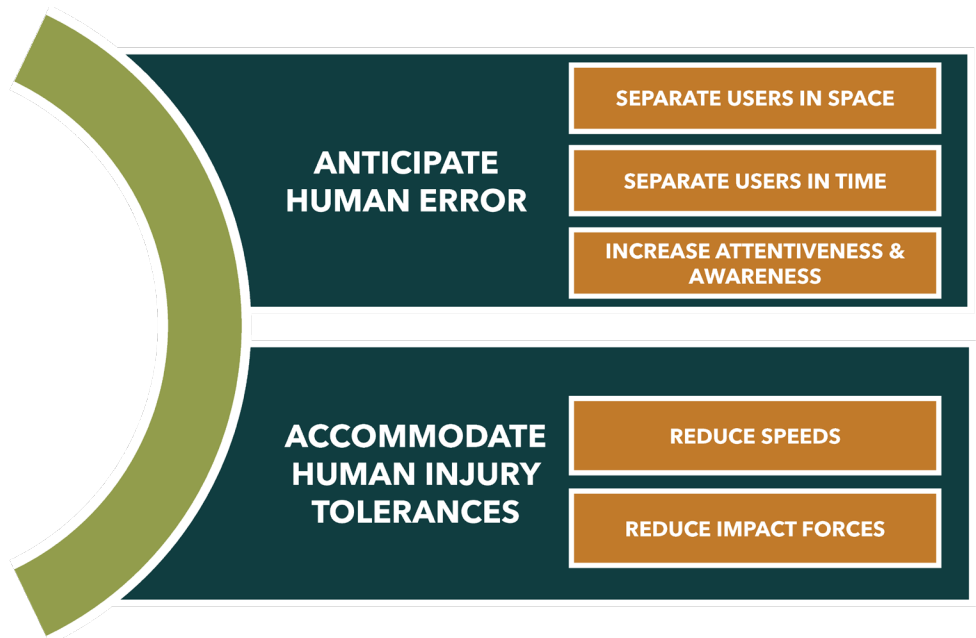 ANTICIPATE
HUMAN ERROR
SEPARATE USERS IN SPACE
SEPARATE USERS IN TIME
INCREASE ATTENTIVENESS &
AWARENESS
ACCOMMODATE
HUMAN INJURY
TOLERANCES
REDUCE SPEEDS
REDUCE IMPACT FORCES